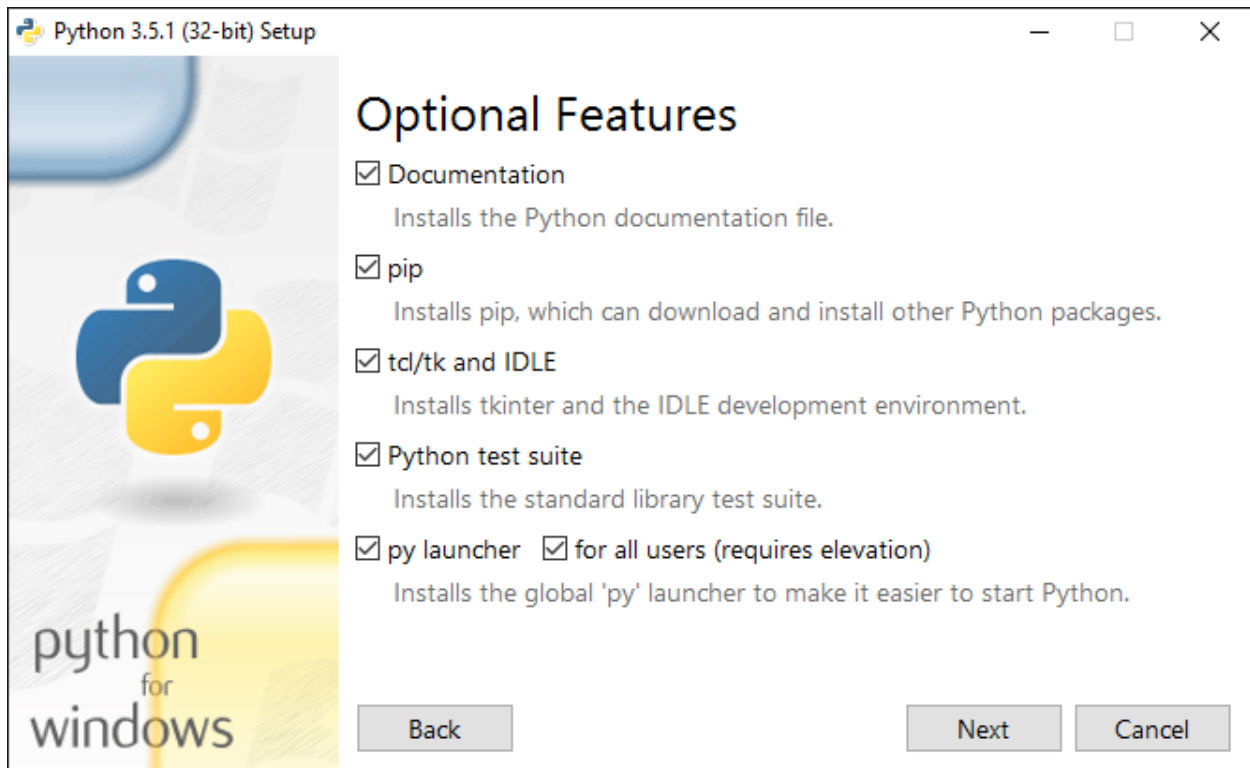 Python 3.5.1 (32-bit) Setup
Optional Features
Documentation
Installs the Python documentation file.
pip
Installs pip, which can download and install other Python packages.
tcl/tk and IDLE
Installs tkinter and the IDLE development environment.
Python test suite
Installs the standard library test suite.
py launcher for all users (requires elevation)
Installs the global 'py' launcher to make it easier to start Python.
python
for
windows
Back Next Cancel